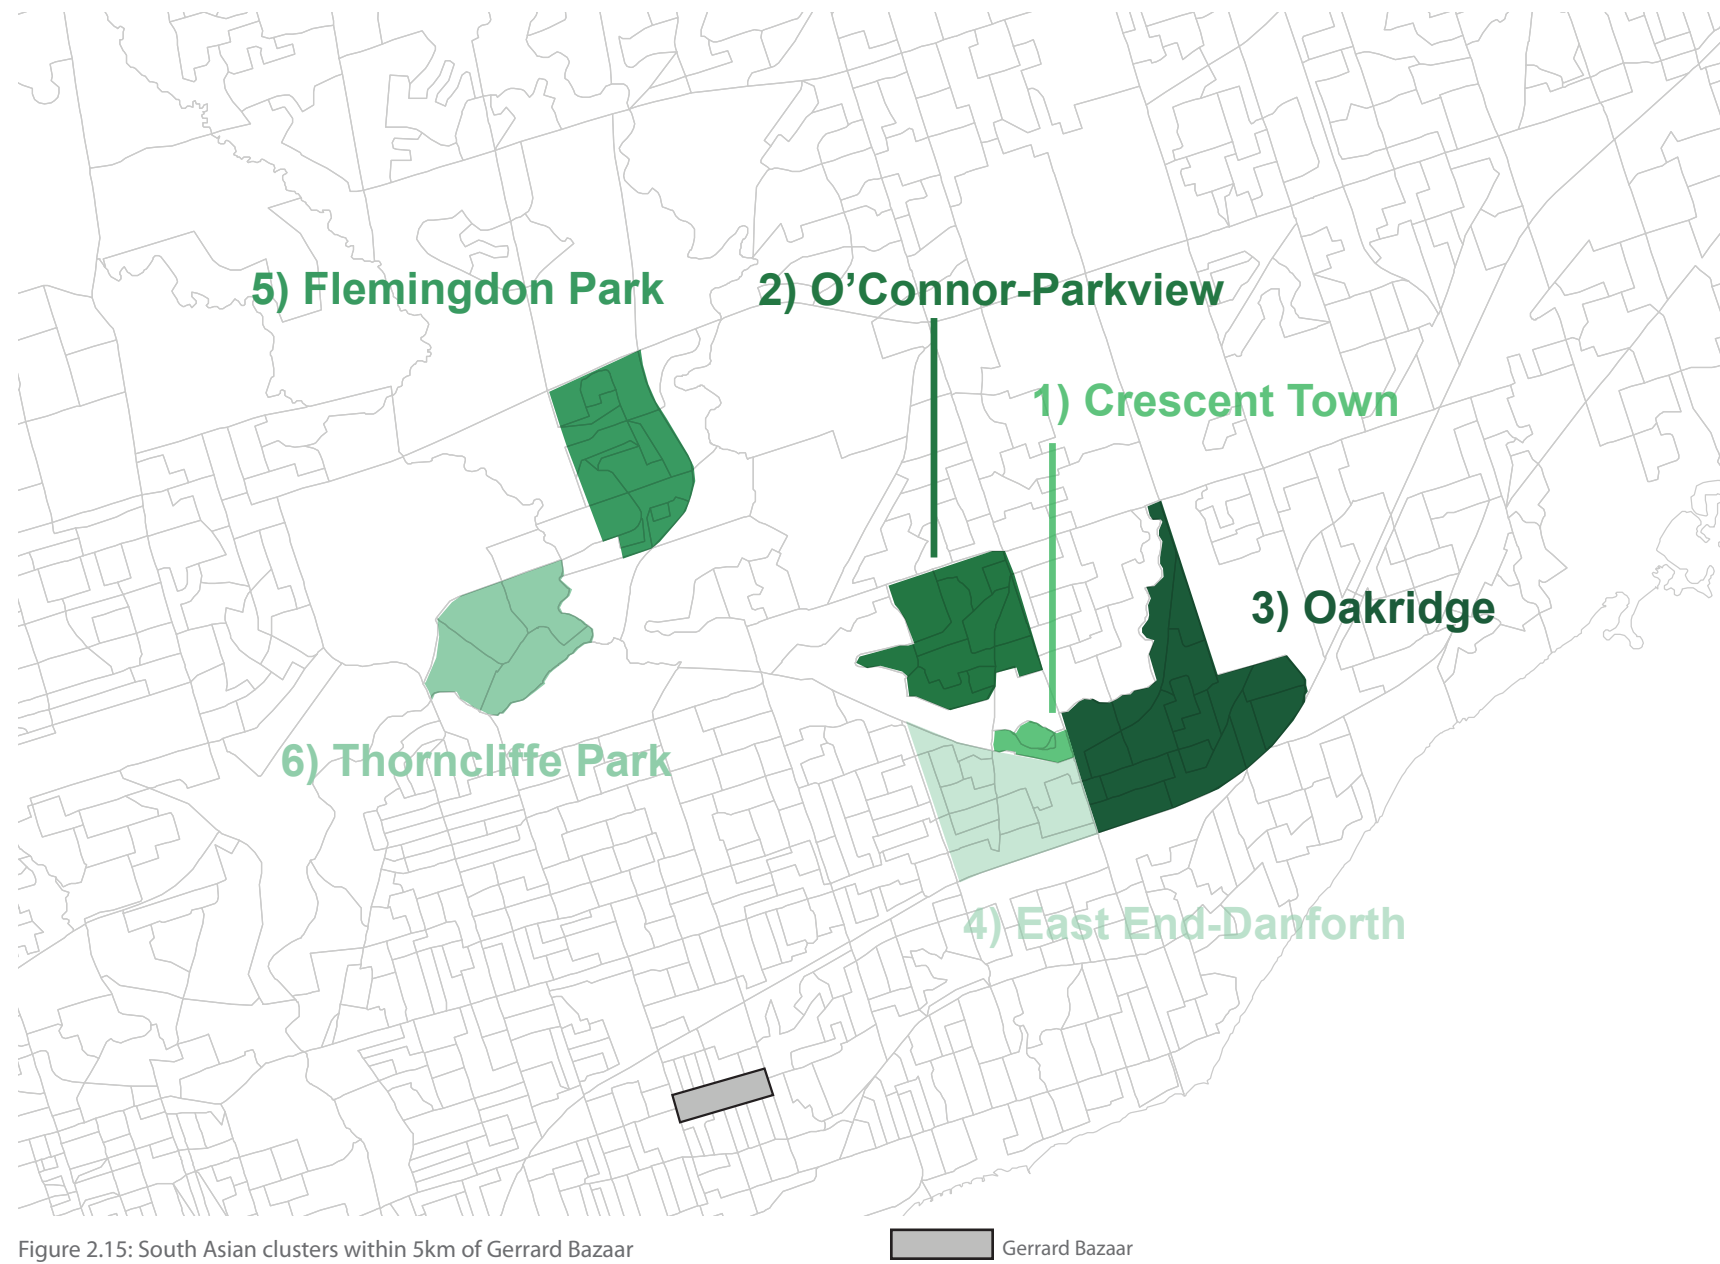 5) Flemingdon Park
2) O’Connor-Parkview
1) Crescent Town
3) Oakridge
6) Thorncliffe Park
4) East End-Danforth
Figure 2.15: South Asian clusters within 5km of Gerrard Bazaar
Gerrard Bazaar